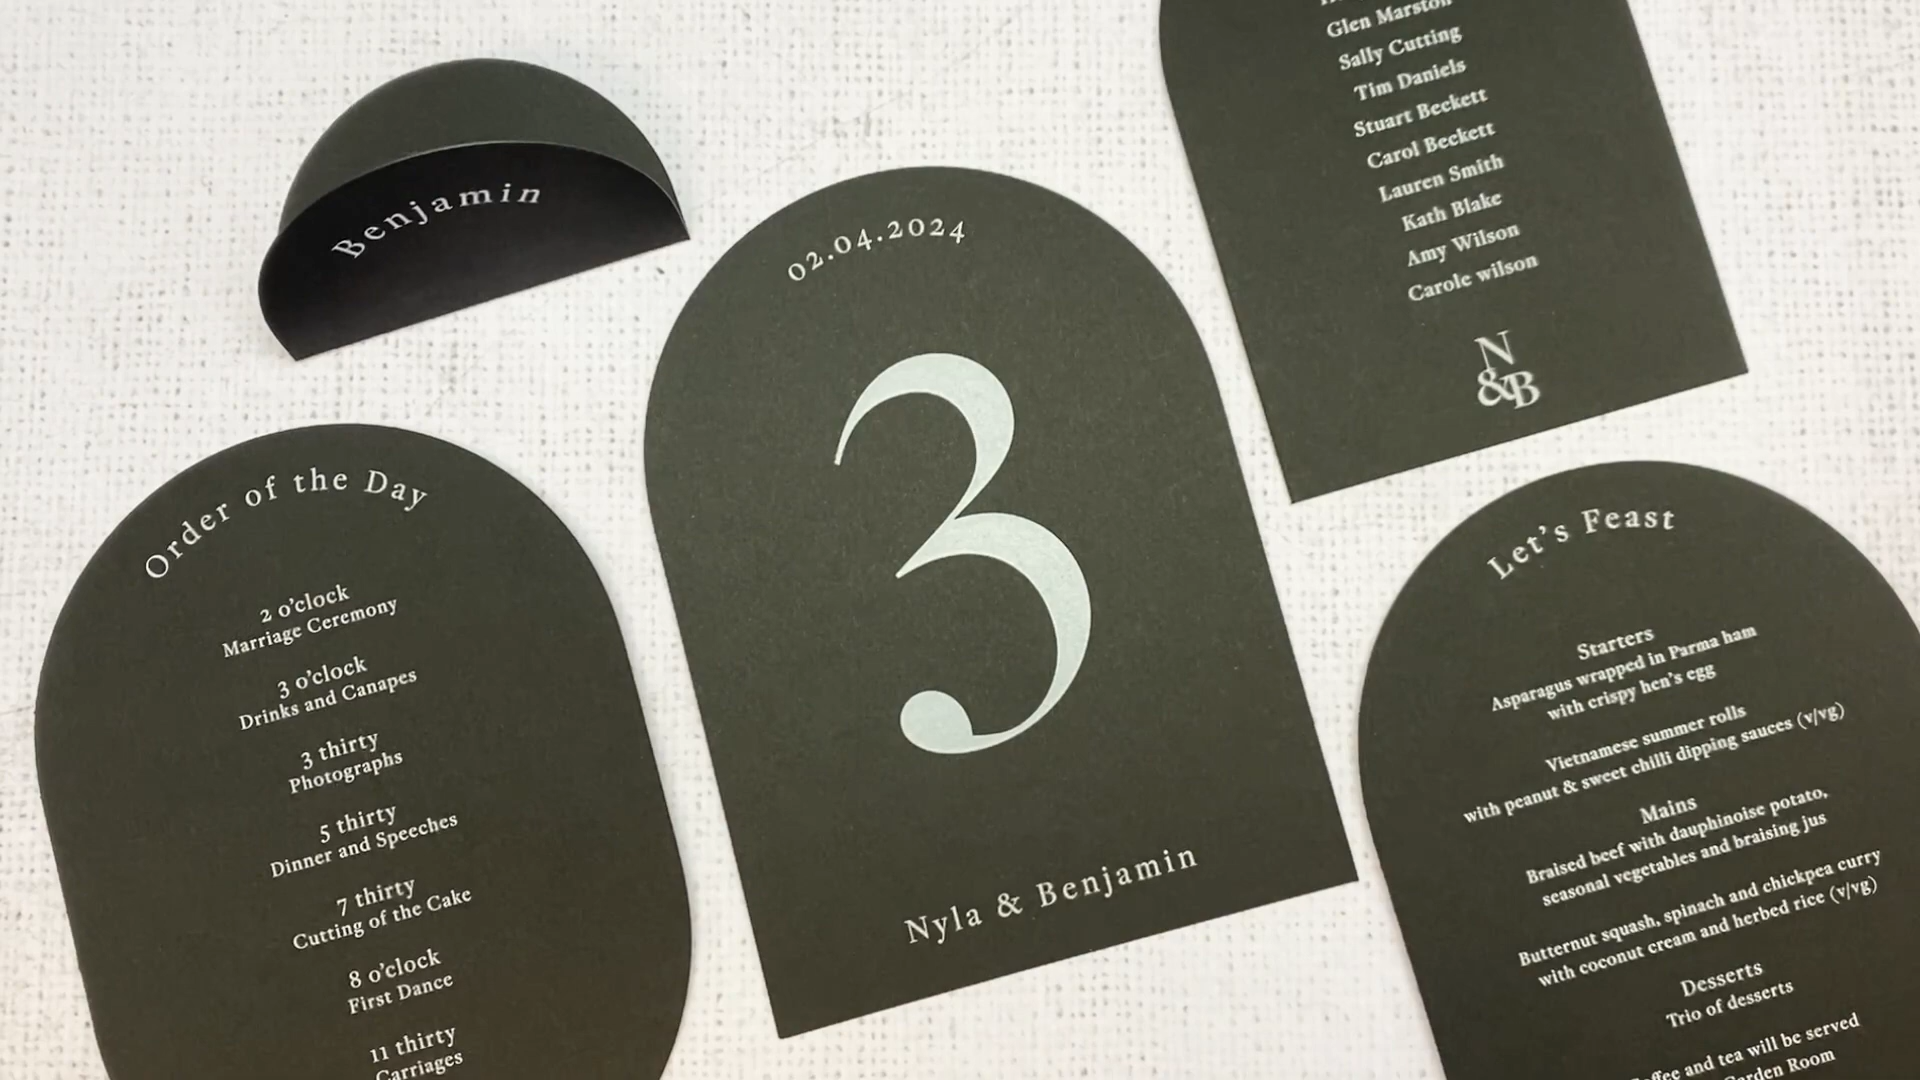 Benjamin
Order of the Day
2 o'clock
Marriage Ceremony
3 o'clock
Drinks and Canapes
3 thirty
Photographs
5 thirty
Dinner and Speeches
7 thirty
Cutting of the Cake
8 o'clock
First Dance
11 thirty
Carriages
02.04.2024
3
Nyla & Benjamin
Glen Marston
Sally Cutting
Tim Daniels
Stuart Beckett
Carol Beckett
Lauren Smith
Kath Blake
Amy Wilson
Carole wilson
N
&B
Let's Feast
Starters
Asparagus wrapped in Parma ham
with crispy hen's egg
Vietnamese summer rolls
with peanut & sweet chilli dipping sauces (v/vg)
Mains
Braised beef with dauphinoise potato,
seasonal vegetables and braising jus
Butternut squash, spinach and chickpea curry
with coconut cream and herbed rice (v/vg)
Desserts
Trio of desserts
and tea will be served
Room